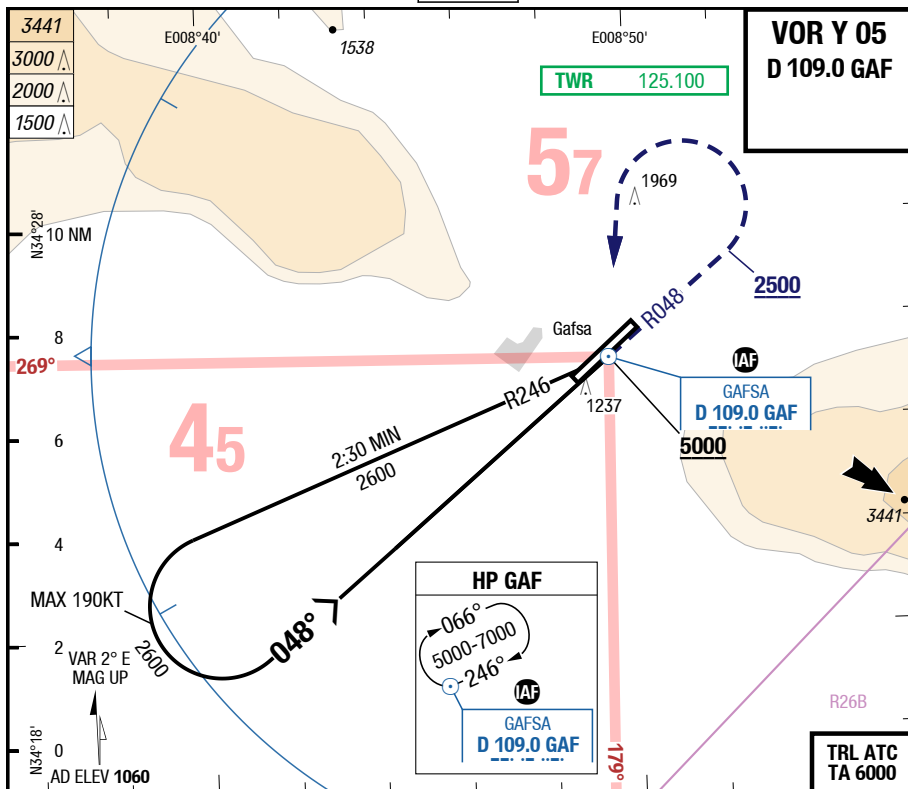 3441
3000
2000
1500
E008°40'
1538
E008°50'
VOR Y 05
D 109.0 GAF
TWR 125.100
57
1969
N34°28'
10 NM
2500
R048
Gafsa
8
269°
IAF
GAFSA
D 109.0 GAF
R246
1237
5000
6
45
2:30 MIN
2600
3441
4
HP GAF
MAX 190KT
066°
5000-7000
246°
048°
2600
2
VAR 2° E
MAG UP
IAF
GAFSA
D 109.0 GAF
R26B
N34°18'
0
179°
AD ELEV 1060
TRL ATC
TA 6000